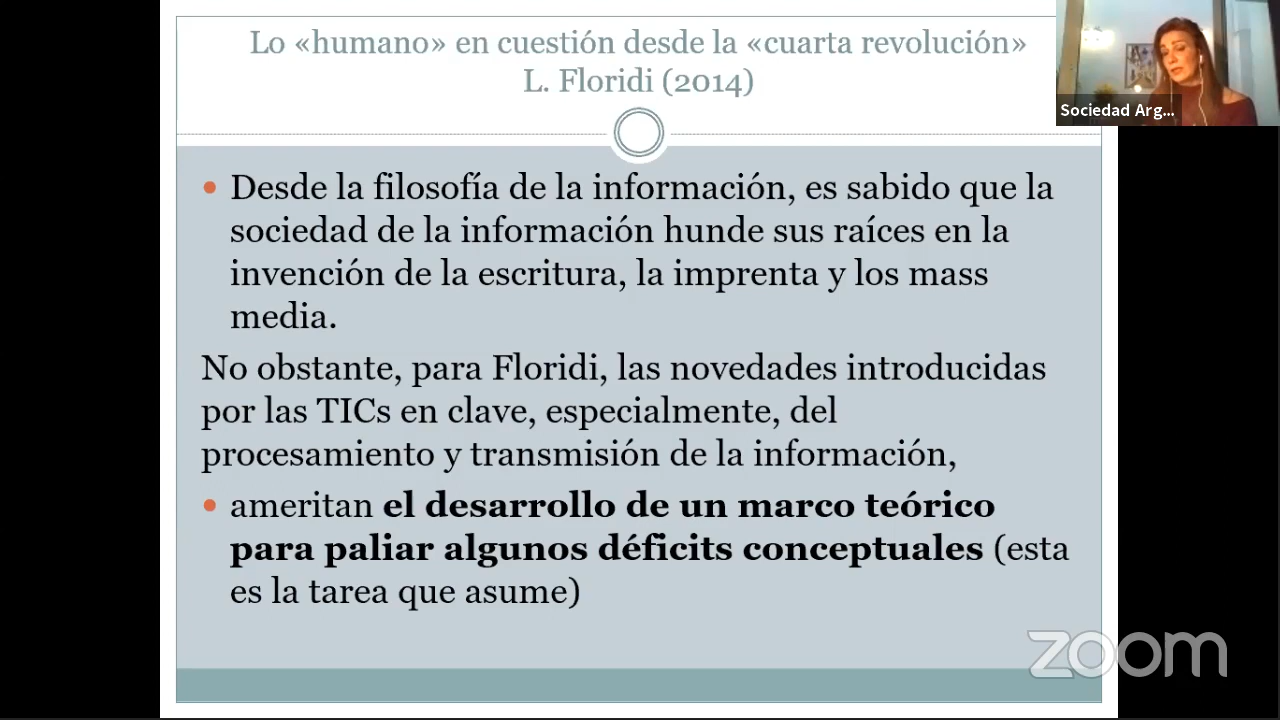 Lo «humano» en cuestión desde la «cuarta revolución»
L. Floridi (2014)
Sociedad Arg...
• Desde la filosofía de la información, es sabido que la
sociedad de la información hunde sus raíces en la
invención de la escritura, la imprenta y los mass
media.
No obstante, para Floridi, las novedades introducidas
por las TICs en clave, especialmente, del
procesamiento y transmisión de la información,
• ameritan el desarrollo de un marco teórico
para paliar algunos déficits conceptuales (esta
es la tarea que asume)
zoom